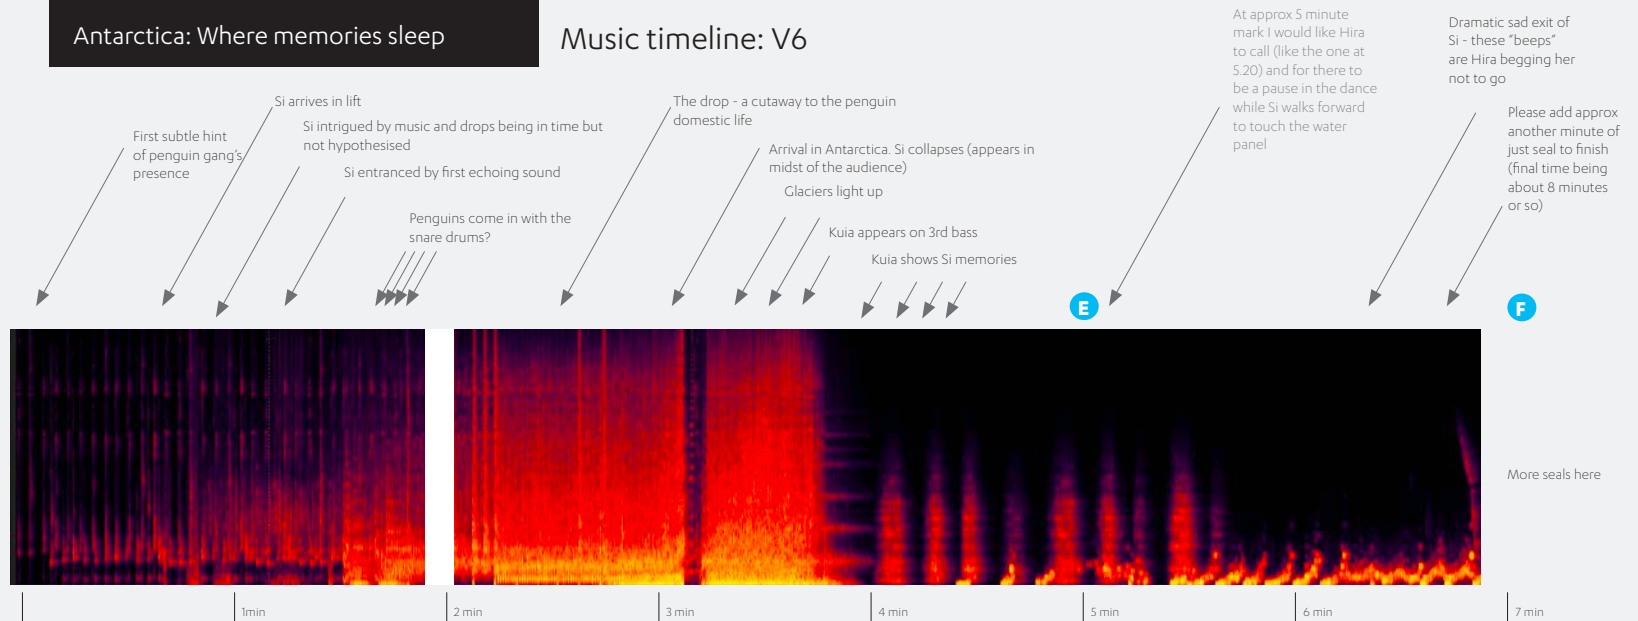 Antarctica: Where memories sleep
Music timeline: V6
At approx 5 minute
mark I would like Hira
to call (like the one at
5.20) and for there to
be a pause in the dance
while Si walks forward
to touch the water
panel
Dramatic sad exit of
Si - these “beeps”
are Hira begging her
not to go
Please add approx
another minute of
just seal to finish
(final time being
about 8 minutes
or so)
Si arrives in lift
First subtle hint
of penguin gang's
presence
Si intrigued by music and drops being in time but
not hypothesised
Si entranced by first echoing sound
Penguins come in with the
snare drums?
The drop - a cutaway to the penguin
domestic life
Arrival in Antarctica. Si collapses (appears in
midst of the audience)
Glaciers light up
Kuia appears on 3rd bass
Kuia shows Si memories
E
F
More seals here
1min
2 min
3 min
4 min
5 min
6 min
7 min